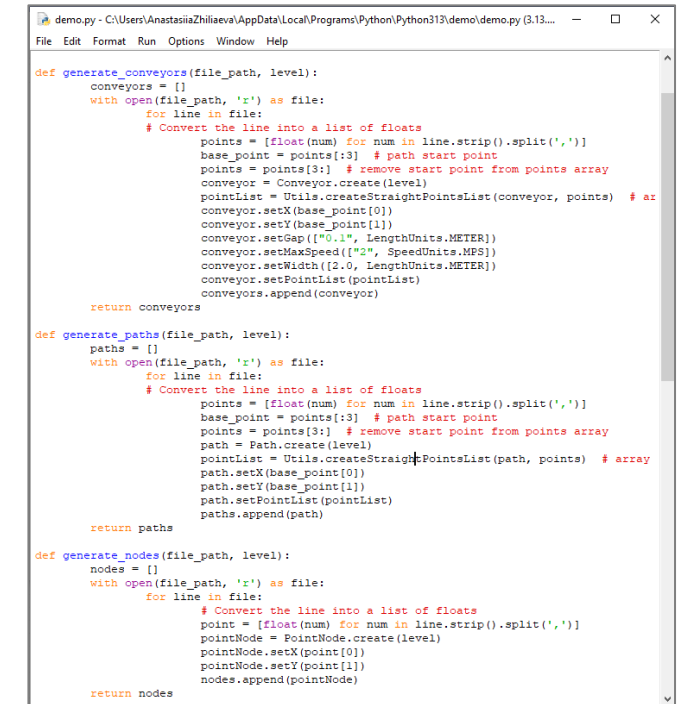 demo.py - C:\Users\AnastasiiaZhiliaeva\AppData\Local\Programs\Python\Python313\demo\demo.py (3.13....
File Edit Format Run Options Window Help
def generate_conveyors(file_path, level):
        conveyors = []
        with open(file_path, 'r') as file:
                for line in file:
                # Convert the line into a list of floats
                        points = [float(num) for num in line.strip().split(',')]
                        base_point = points[:3]  # path start point
                        points = points[3:]  # remove start point from points array
                        conveyor = Conveyor.create(level)
                        pointList = Utils.createStraightPointsList(conveyor, points)  # ar
                        conveyor.setX(base_point[0])
                        conveyor.setY(base_point[1])
                        conveyor.setGap(["0.1", LengthUnits.METER])
                        conveyor.setMaxSpeed(["2", SpeedUnits.MPS])
                        conveyor.setWidth([2.0, LengthUnits.METER])
                        conveyor.setPointList(pointList)
                        conveyors.append(conveyor)
        return conveyors
def generate_paths(file_path, level):
        paths = []
        with open(file_path, 'r') as file:
                for line in file:
                # Convert the line into a list of floats
                        points = [float(num) for num in line.strip().split(',')]
                        base_point = points[:3]  # path start point
                        points = points[3:]  # remove start point from points array
                        path = Path.create(level)
                        pointList = Utils.createStraightPointsList(path, points)  # array
                        path.setX(base_point[0])
                        path.setY(base_point[1])
                        path.setPointList(pointList)
                        paths.append(path)
        return paths
def generate_nodes(file_path, level):
        nodes = []
        with open(file_path, 'r') as file:
                for line in file:
                        # Convert the line into a list of floats
                        point = [float(num) for num in line.strip().split(',')]
                        pointNode = PointNode.create(level)
                        pointNode.setX(point[0])
                        pointNode.setY(point[1])
                        nodes.append(pointNode)
        return nodes